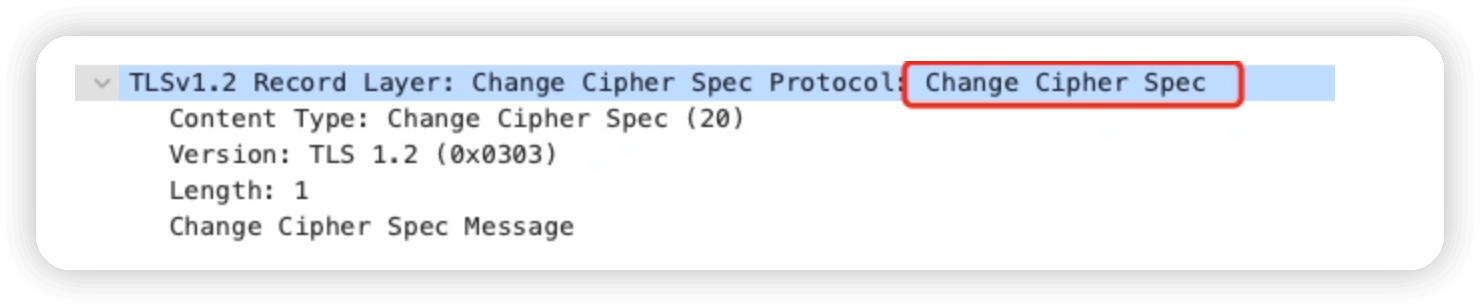 TLSv1.2 Record Layer: Change Cipher Spec Protocol: Change Cipher Spec
Content Type: Change Cipher Spec (20)
Version: TLS 1.2 (0x0303)
Length: 1
Change Cipher Spec Message